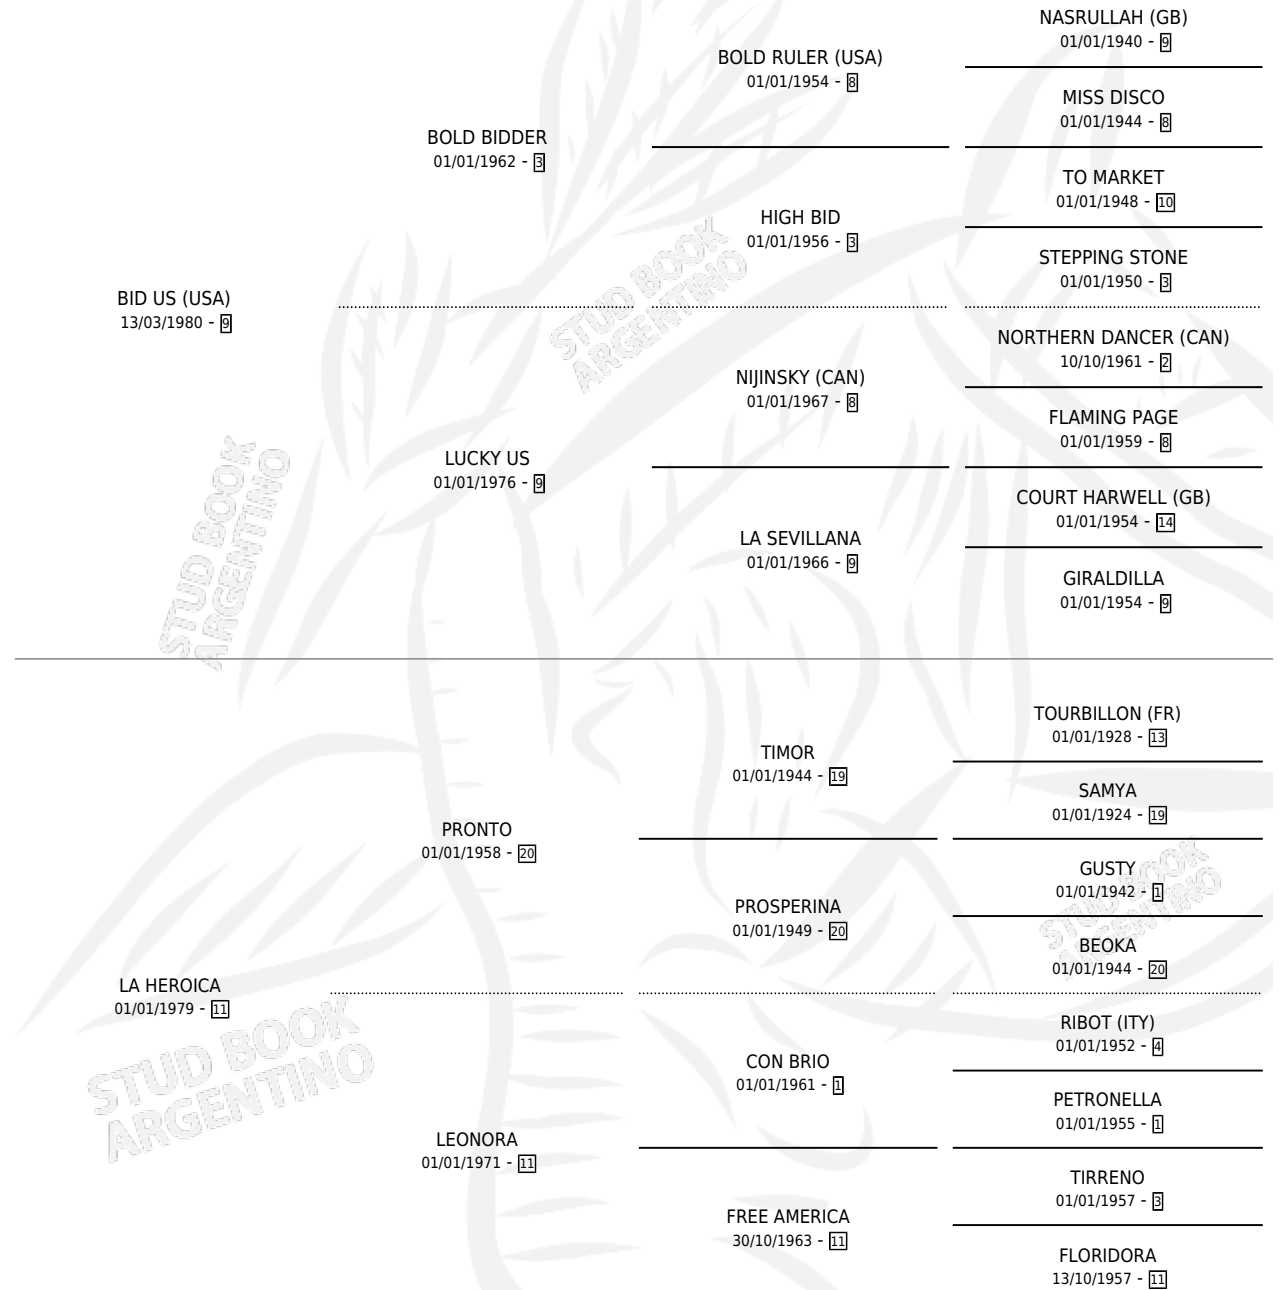 NASRULLAH (GB)
01/01/1940 - 9
BOLD RULER (USA)
01/01/1954 - 8
MISS DISCO
01/01/1944 - 8
BOLD BIDDER
01/01/1962 - 3
TO MARKET
01/01/1948 - 10
HIGH BID
01/01/1956 - 3
STEPPING STONE
01/01/1950 - 3
BID US (USA)
13/03/1980 - 9
NORTHERN DANCER (CAN)
10/10/1961 - 2
NIJINSKY (CAN)
01/01/1967 - 8
FLAMING PAGE
01/01/1959 - 8
LUCKY US
01/01/1976 - 9
COURT HARWELL (GB)
01/01/1954 - 14
LA SEVILLANA
01/01/1966 - 9
GIRALDILLA
01/01/1954 - 9
STUD BOOK
ARGENTINO
STUD BOOK
ARGENTINO
TOURBILLON (FR)
01/01/1928 - 13
TIMOR
01/01/1944 - 19
SAMYA
01/01/1924 - 19
PRONTO
01/01/1958 - 20
GUSTY
01/01/1942 - 1
PROSPERINA
01/01/1949 - 20
BEOKA
01/01/1944 - 20
LA HEROICA
01/01/1979 - 11
RIBOT (ITY)
01/01/1952 - 4
CON BRIO
01/01/1961 - 1
PETRONELLA
01/01/1955 - 1
LEONORA
01/01/1971 - 11
TIRRENO
01/01/1957 - 3
FREE AMERICA
30/10/1963 - 11
FLORIDORA
13/10/1957 - 11
STUD BOOK
ARGENTINO
STUD BOOK
ARGENTINO